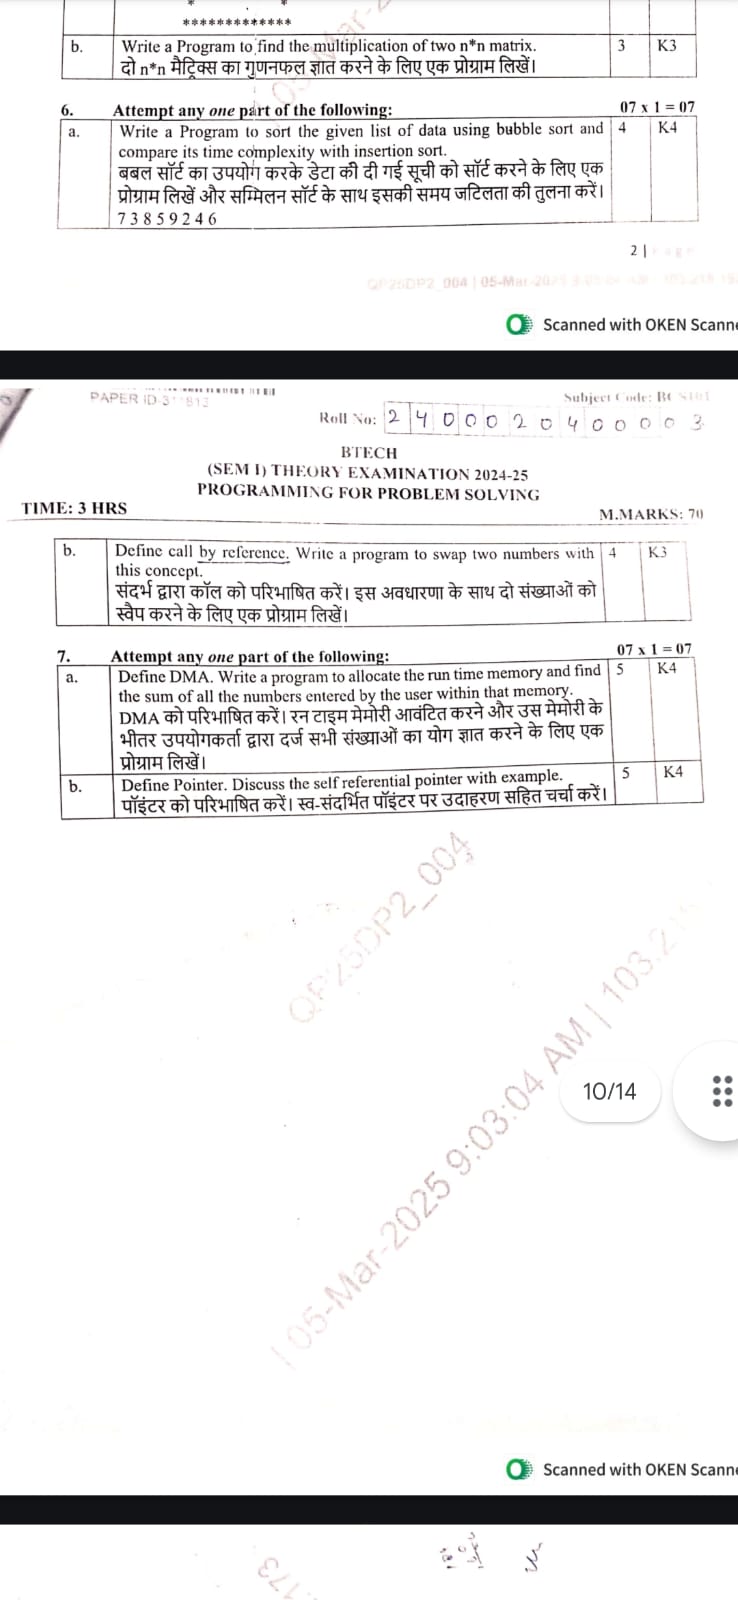 *************
b. Write a Program to find the multiplication of two n*n matrix. 3 K3
दो n*n मैट्रिक्स का गुणनफल ज्ञात करने के लिए एक प्रोग्राम लिखें।
6. Attempt any one part of the following: 07 x 1 = 07
a. Write a Program to sort the given list of data using bubble sort and 4 K4
compare its time complexity with insertion sort.
बबल सॉर्ट का उपयोग करके डेटा की दी गई सूची को सॉर्ट करने के लिए एक
प्रोग्राम लिखें और सम्मिलन सॉर्ट के साथ इसकी समय जटिलता की तुलना करें।
7 3 8 5 9 2 4 6
2 | Page
QP25DP2_004 | 05-Mar-2025
Scanned with OKEN Scanne
PAPER ID-311813
Subject Code: BCS101
Roll No: 2 4 0 0 0 2 0 4 0 0 0 0 3
BTECH
(SEM I) THEORY EXAMINATION 2024-25
PROGRAMMING FOR PROBLEM SOLVING
TIME: 3 HRS
M.MARKS: 70
b. Define call by reference. Write a program to swap two numbers with 4 K3
this concept.
संदर्भ द्वारा कॉल को परिभाषित करें। इस अवधारणा के साथ दो संख्याओं को
स्वैप करने के लिए एक प्रोग्राम लिखें।
7. Attempt any one part of the following: 07 x 1 = 07
a. Define DMA. Write a program to allocate the run time memory and find 5 K4
the sum of all the numbers entered by the user within that memory.
DMA को परिभाषित करें। रन टाइम मेमोरी आवंटित करने और उस मेमोरी के
भीतर उपयोगकर्ता द्वारा दर्ज सभी संख्याओं का योग ज्ञात करने के लिए एक
प्रोग्राम लिखें।
b. Define Pointer. Discuss the self referential pointer with example. 5 K4
पॉइंटर को परिभाषित करें। स्व-संदर्भित पॉइंटर पर उदाहरण सहित चर्चा करें।
QP25DP2_004
| 05-Mar-2025 9:03:04 AM | 103.21
10/14
Scanned with OKEN Scanne
.173